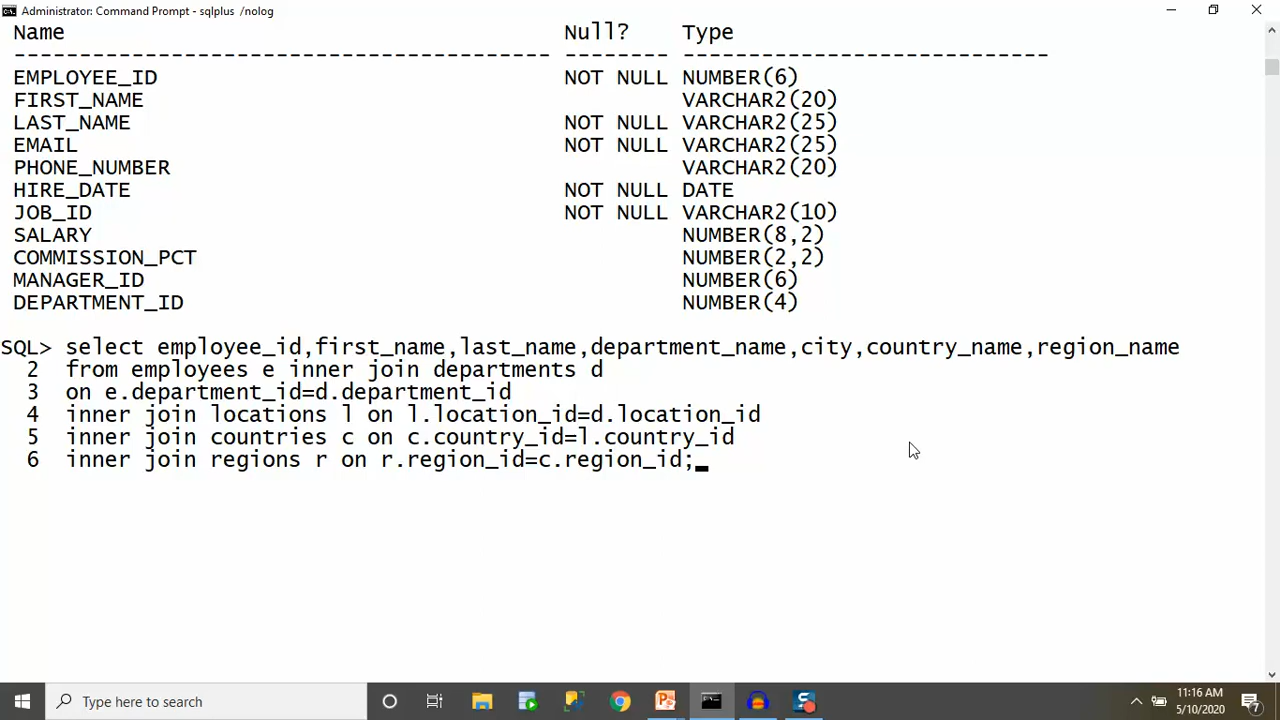 Administrator: Command Prompt - sqlplus /nolog
Name Null? Type
----------------------------------------- -------- ----------------------------
EMPLOYEE_ID NOT NULL NUMBER(6)
FIRST_NAME VARCHAR2(20)
LAST_NAME NOT NULL VARCHAR2(25)
EMAIL NOT NULL VARCHAR2(25)
PHONE_NUMBER VARCHAR2(20)
HIRE_DATE NOT NULL DATE
JOB_ID NOT NULL VARCHAR2(10)
SALARY NUMBER(8,2)
COMMISSION_PCT NUMBER(2,2)
MANAGER_ID NUMBER(6)
DEPARTMENT_ID NUMBER(4)
SQL> select employee_id,first_name,last_name,department_name,city,country_name,region_name
2 from employees e inner join departments d
3 on e.department_id=d.department_id
4 inner join locations l on l.location_id=d.location_id
5 inner join countries c on c.country_id=l.country_id
6 inner join regions r on r.region_id=c.region_id;
Type here to search
11:16 AM
5/10/2020
7